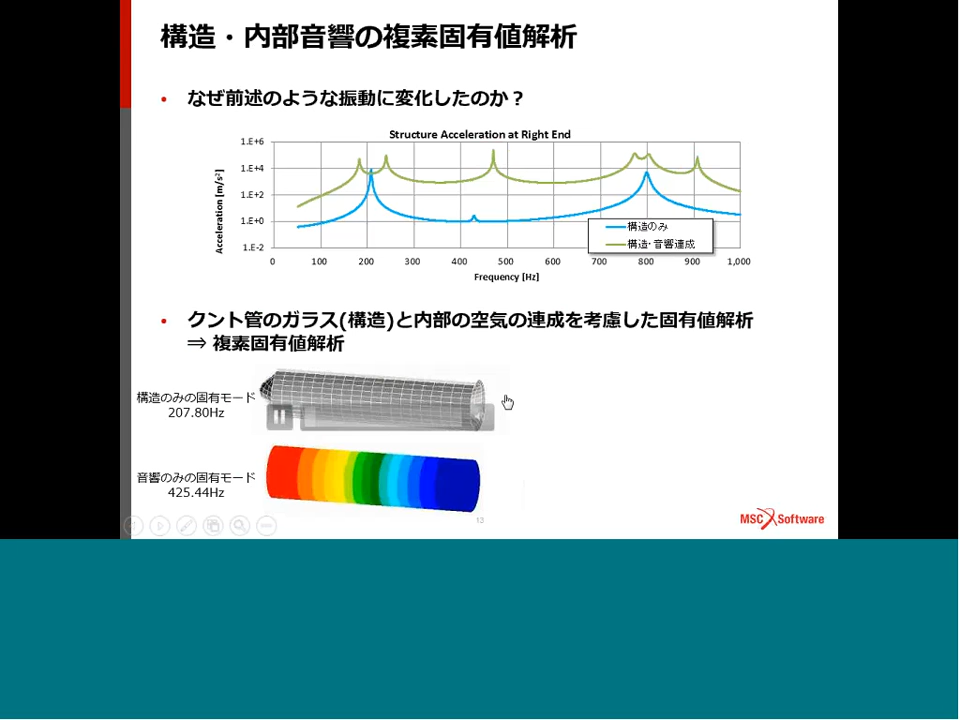 構造・内部音響の複素固有値解析
• なぜ前述のような振動に変化したのか？
Structure Acceleration at Right End
Acceleration [m/s²]
1.E+6
1.E+4
1.E+2
1.E+0
1.E-2
0 100 200 300 400 500 600 700 800 900 1,000
Frequency [Hz]
構造のみ
構造・音響連成
• クント管のガラス(構造)と内部の空気の連成を考慮した固有値解析
⇒ 複素固有値解析
構造のみの固有モード
207.80Hz
音響のみの固有モード
425.44Hz
13
MSC Software